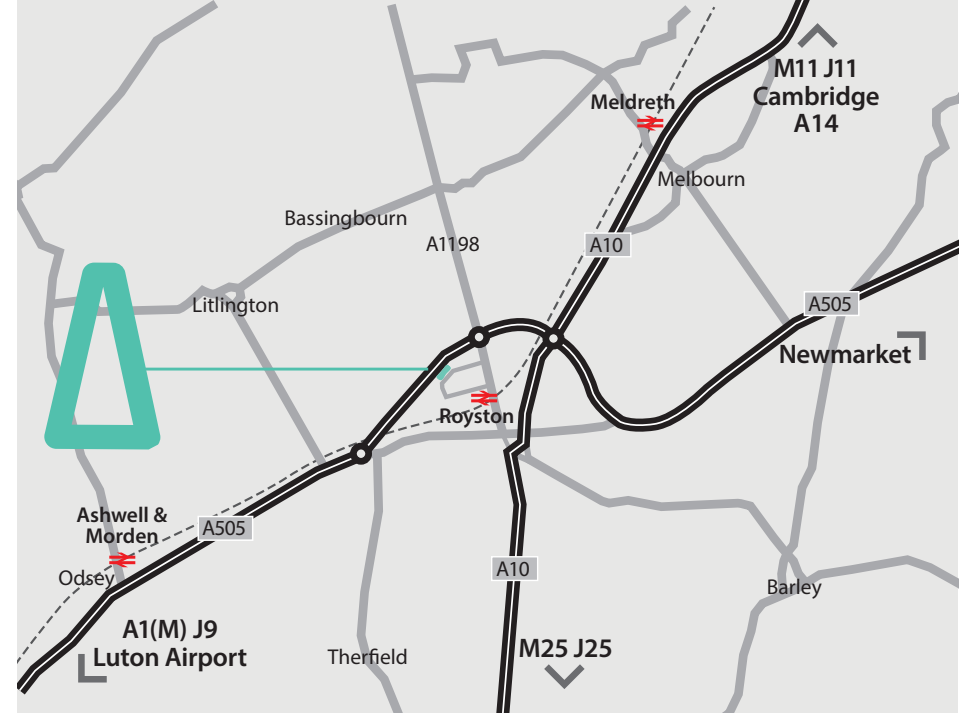 M11 J11
Cambridge
A14
Meldreth
Melbourn
Bassingbourn
A1198
A10
Litlington
A505
Newmarket
Royston
Ashwell &
Morden
A505
Odsey
A10
Barley
A1(M) J9
Luton Airport
Therfield
M25 J25